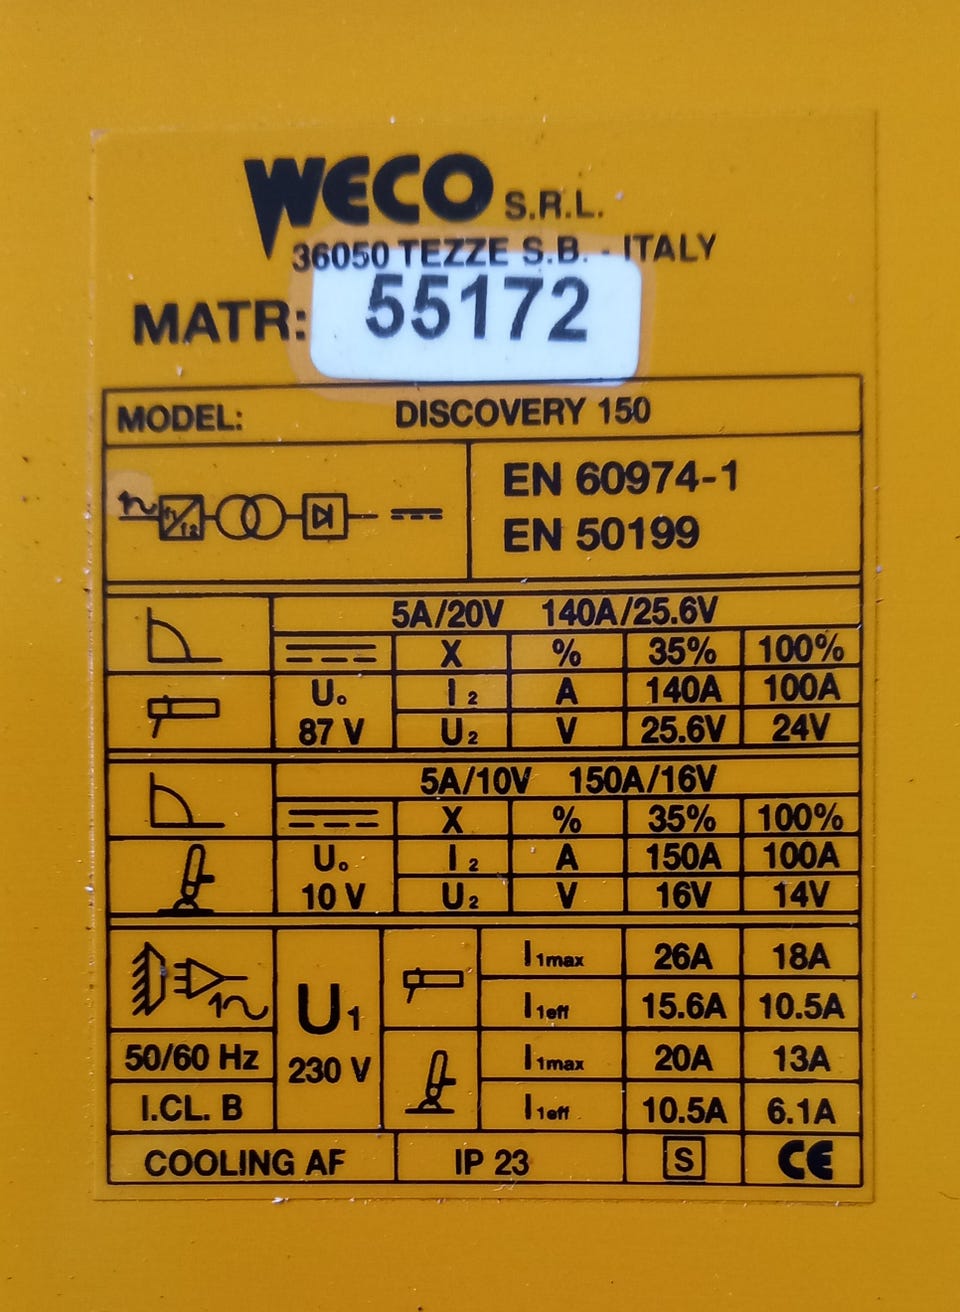 WECO S.R.L.
36050 TEZZE S.B. - ITALY
MATR: 55172
MODEL: DISCOVERY 150
f1/f2
EN 60974-1
EN 50199
5A/20V 140A/25.6V
X % 35% 100%
U₀ I₂ A 140A 100A
87 V U₂ V 25.6V 24V
5A/10V 150A/16V
X % 35% 100%
U₀ I₂ A 150A 100A
10 V U₂ V 16V 14V
1~ U₁ 230 V
I1max 26A 18A
I1eff 15.6A 10.5A
50/60 Hz I1max 20A 13A
I.CL. B I1eff 10.5A 6.1A
COOLING AF IP 23 S CE